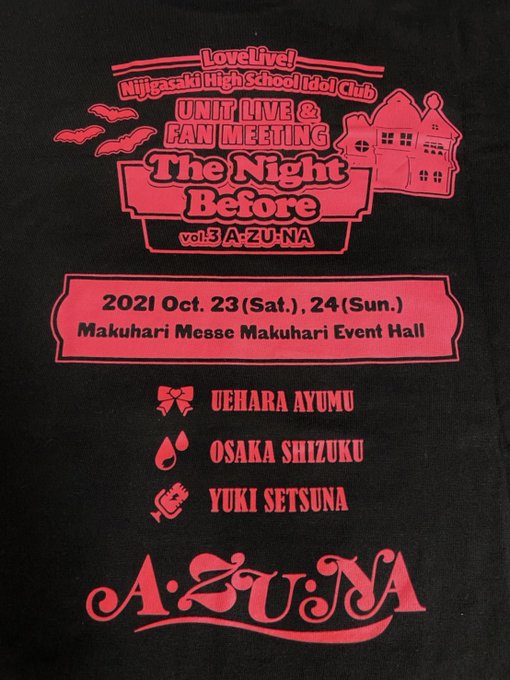 LoveLive!
Nijigasaki High School Idol Club
UNIT LIVE &
FAN MEETING
The Night
Before
vol.3 A・ZU・NA
2021 Oct. 23(Sat.), 24(Sun.)
Makuhari Messe Makuhari Event Hall
UEHARA AYUMU
OSAKA SHIZUKU
YUKI SETSUNA
A・ZU・NA